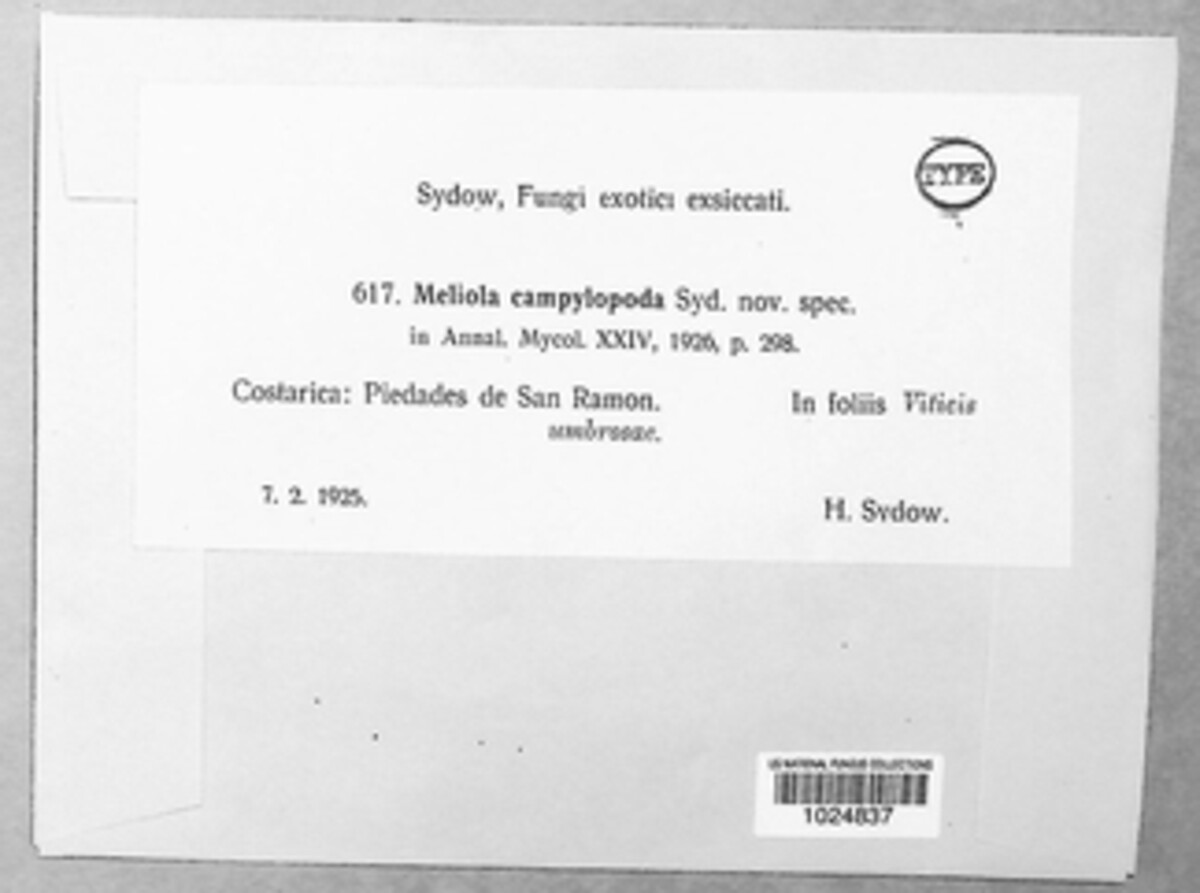 TYPE
Sydow, Fungi exotici exsiccati.
617. Meliola campylopoda Syd. nov. spec.
in Annal. Mycol. XXIV, 1926, p. 298.
Costarica: Piedades de San Ramon. In foliis Viticis
umbrosae.
7. 2. 1925.
H. Sydow.
US NATIONAL FUNGUS COLLECTIONS
1024837